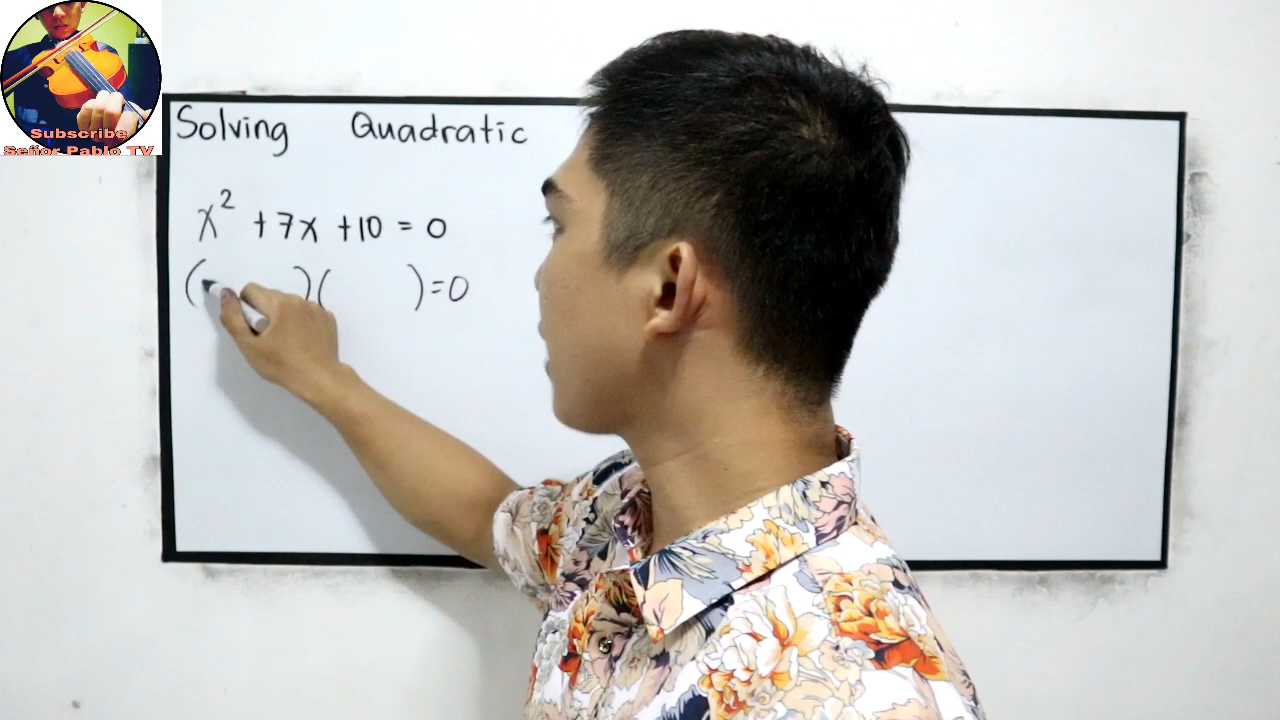 Subscribe
Señor Pablo TV
Solving Quadratic
x² + 7x + 10 = 0
( )( ) = 0